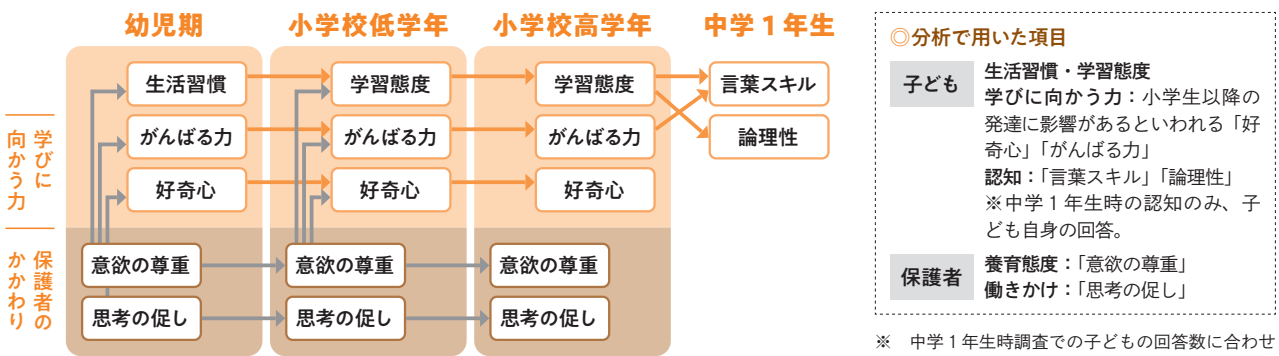 幼児期
小学校低学年
小学校高学年
中学１年生
生活習慣
学習態度
学習態度
言葉スキル
がんばる力
がんばる力
がんばる力
論理性
好奇心
好奇心
好奇心
学びに
向かう力
意欲の尊重
意欲の尊重
意欲の尊重
思考の促し
思考の促し
思考の促し
保護者の
かかわり
◎分析で用いた項目
子ども
生活習慣・学習態度
学びに向かう力：小学生以降の
発達に影響があるといわれる「好
奇心」「がんばる力」
認知：「言葉スキル」「論理性」
※中学１年生時の認知のみ、子
ども自身の回答。
保護者
養育態度：「意欲の尊重」
働きかけ：「思考の促し」
※　中学１年生時調査での子どもの回答数に合わせ